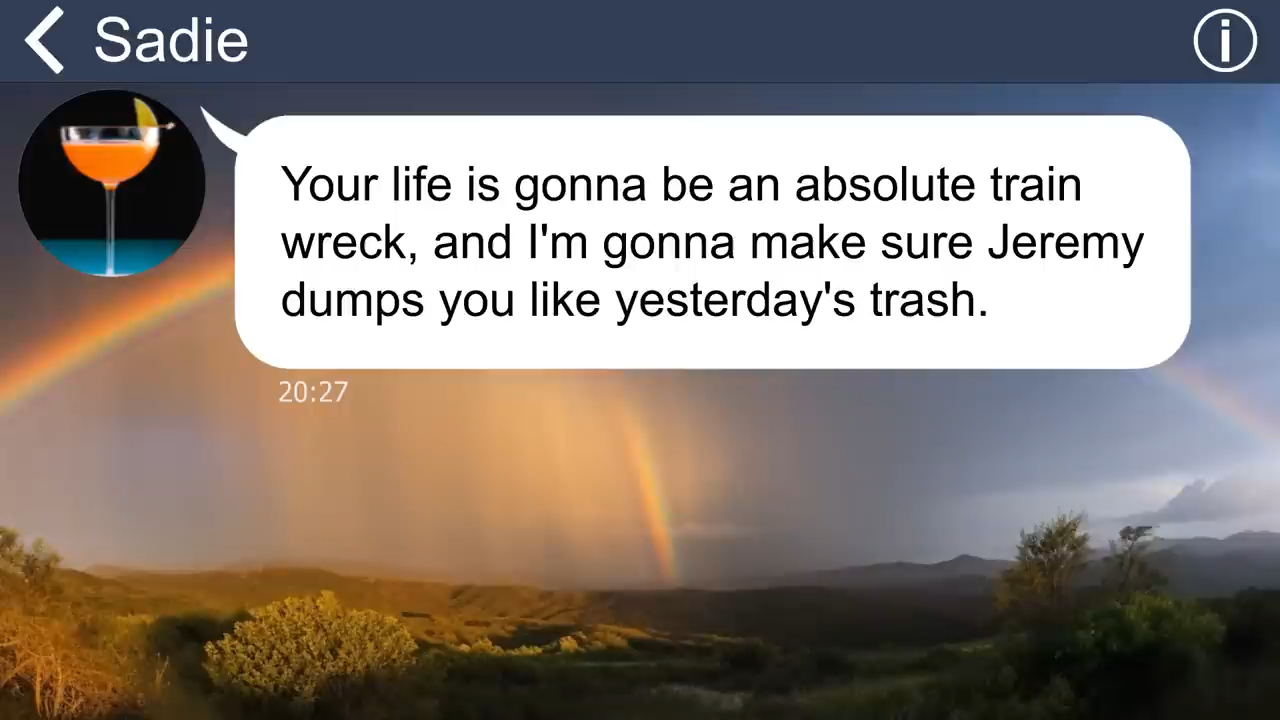 Sadie
Your life is gonna be an absolute train
wreck, and I'm gonna make sure Jeremy
dumps you like yesterday's trash.
20:27